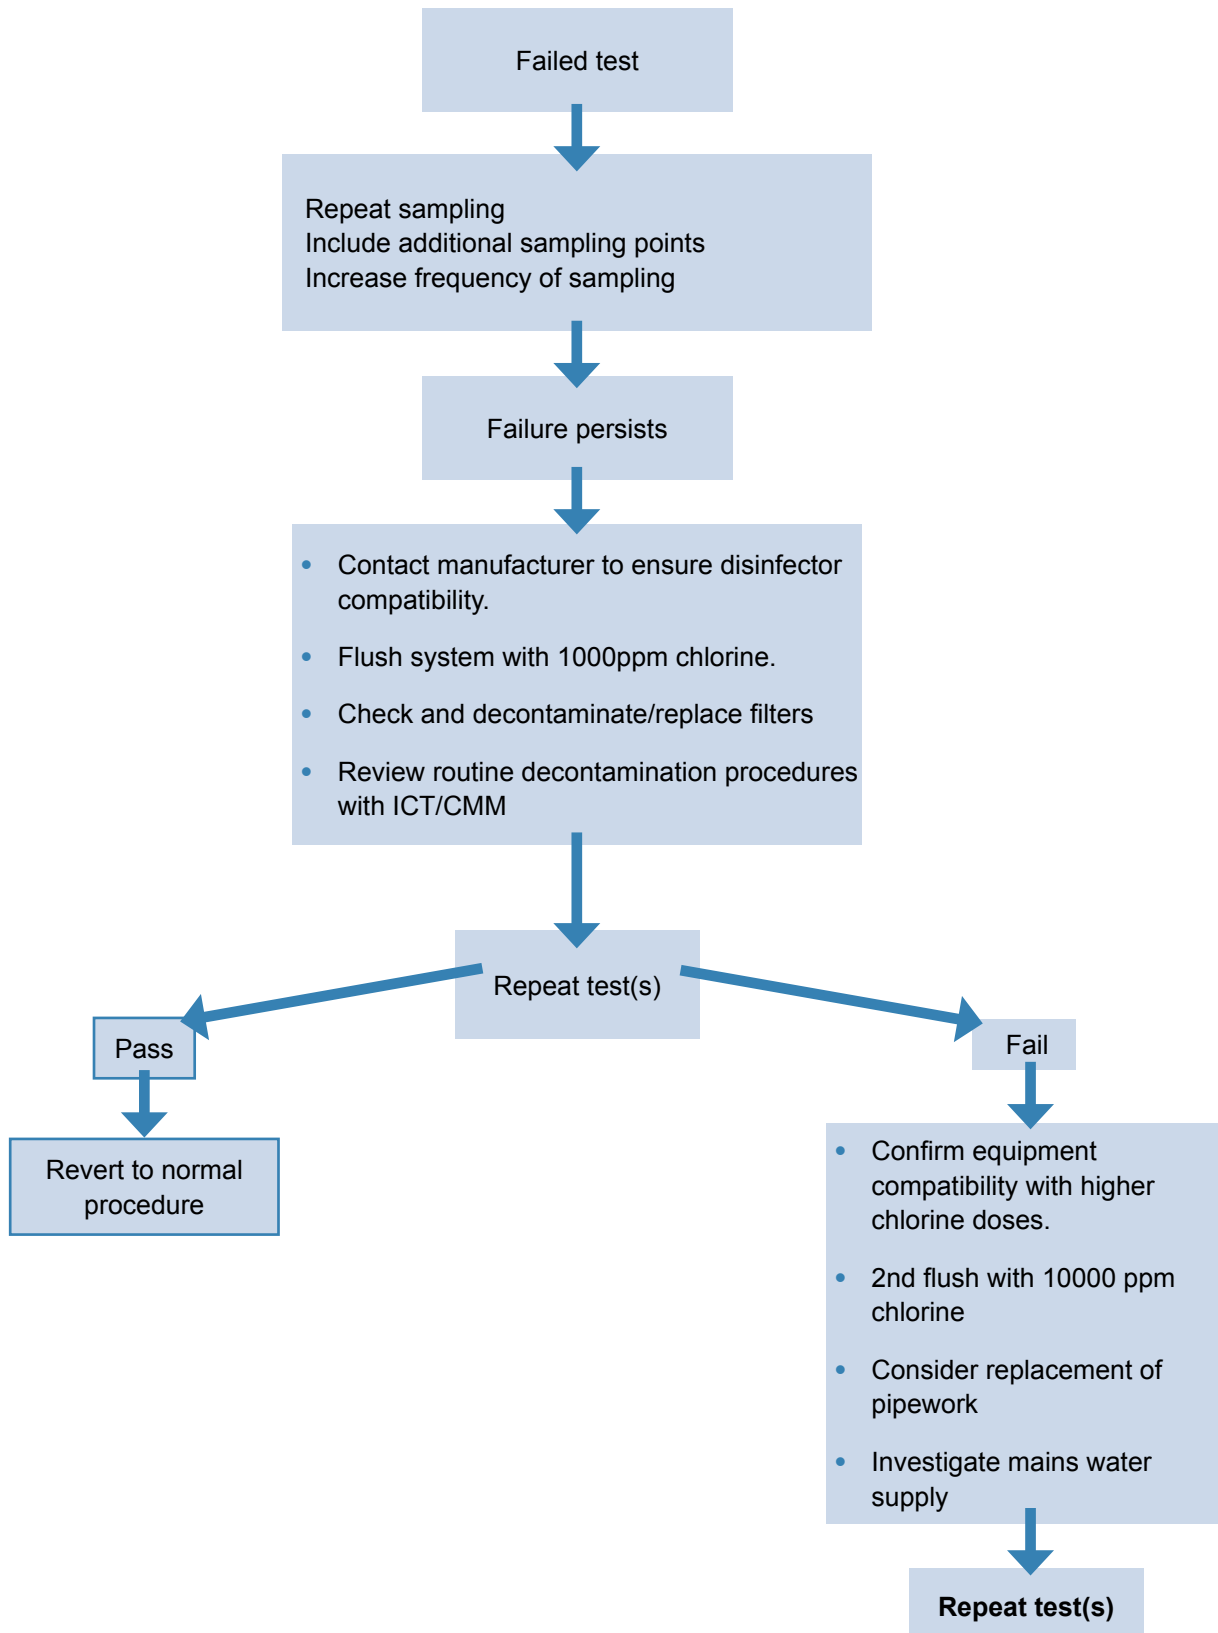 Failed test
Repeat sampling
Include additional sampling points
Increase frequency of sampling
Failure persists
• Contact manufacturer to ensure disinfector
compatibility.
• Flush system with 1000ppm chlorine.
• Check and decontaminate/replace filters
• Review routine decontamination procedures
with ICT/CMM
Repeat test(s)
Pass
Fail
Revert to normal
procedure
• Confirm equipment
compatibility with higher
chlorine doses.
• 2nd flush with 10000 ppm
chlorine
• Consider replacement of
pipework
• Investigate mains water
supply
Repeat test(s)